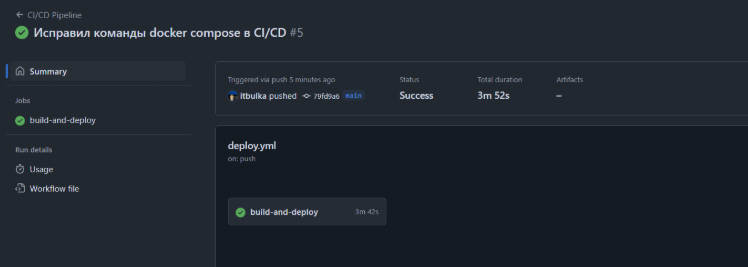 ← CI/CD Pipeline
Исправил команды docker compose в CI/CD #5
Summary
Jobs
build-and-deploy
Run details
Usage
Workflow file
Triggered via push 5 minutes ago
itbulka pushed 79fd9a6 main
Status
Success
Total duration
3m 52s
Artifacts
–
deploy.yml
on: push
build-and-deploy 3m 42s